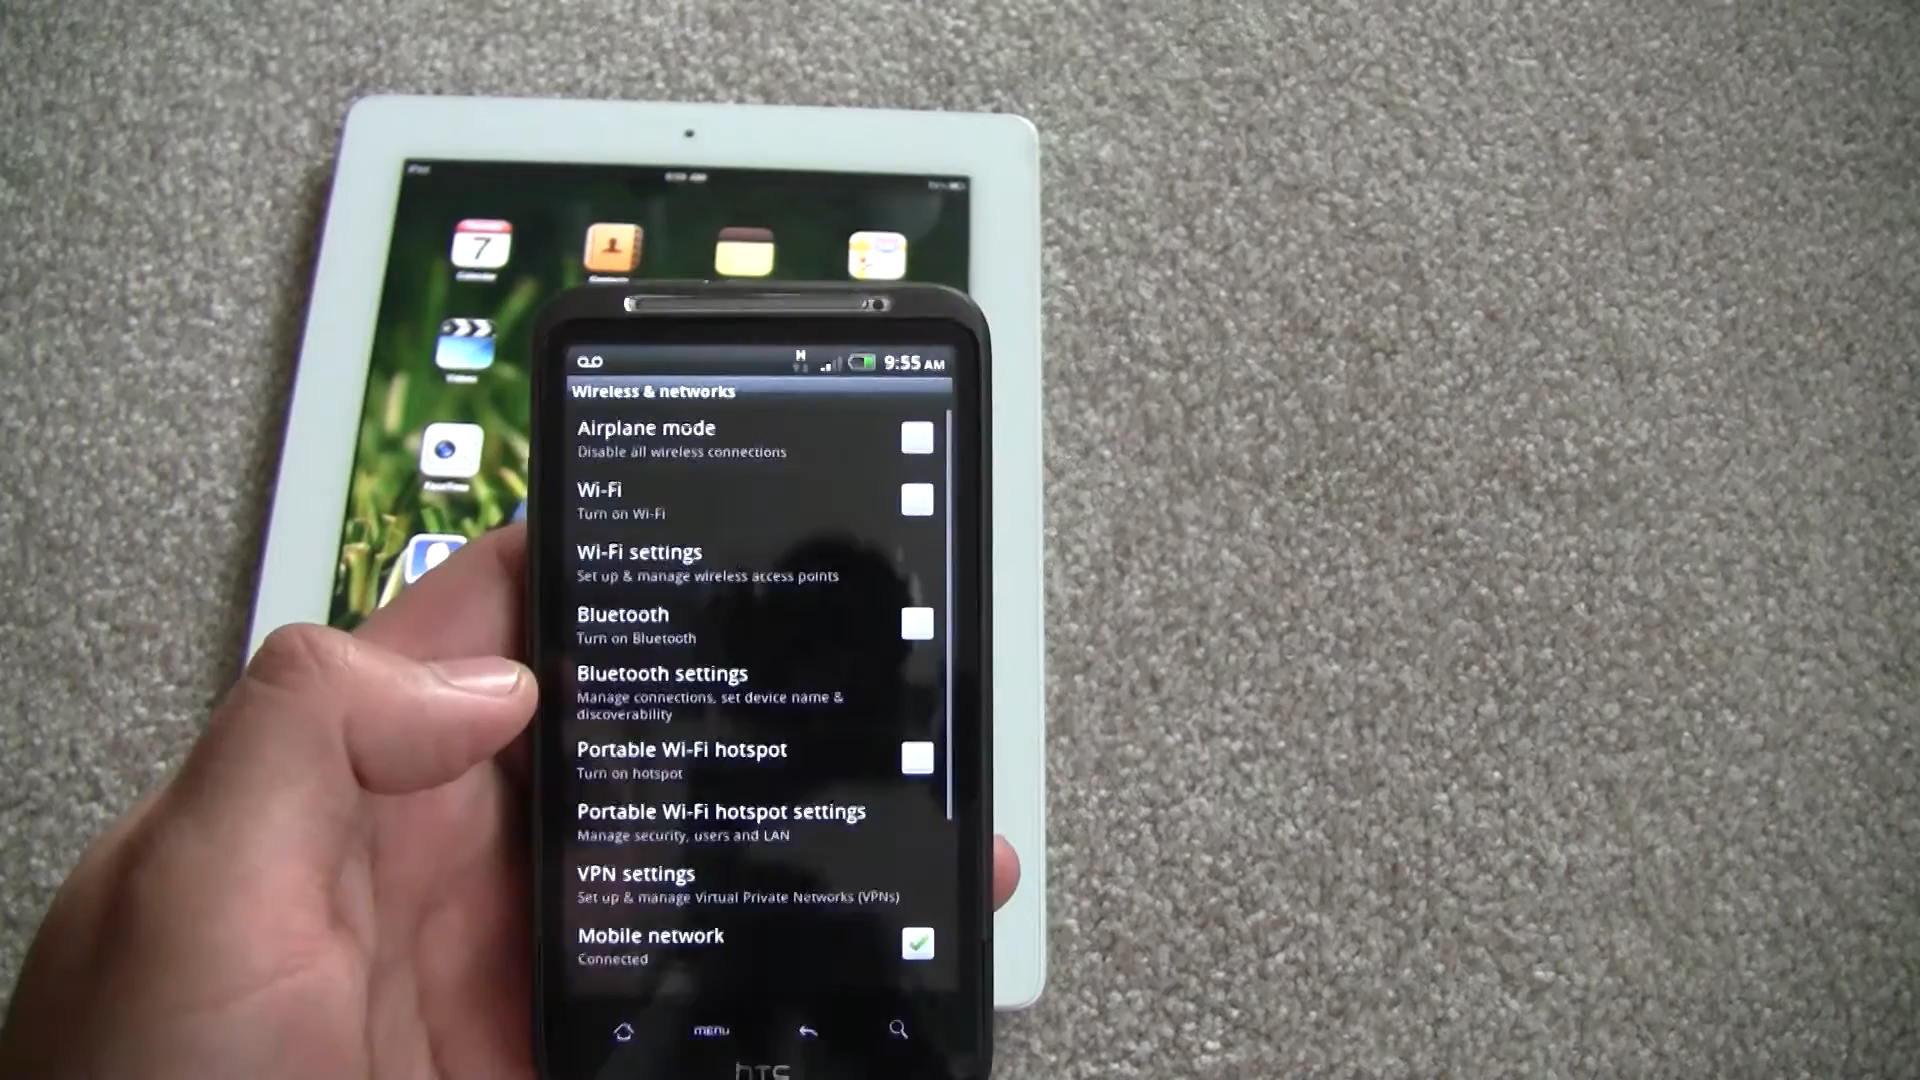 7
H
9:55 AM
Wireless & networks
Airplane mode
Disable all wireless connections
Wi-Fi
Turn on Wi-Fi
Wi-Fi settings
Set up & manage wireless access points
Bluetooth
Turn on Bluetooth
Bluetooth settings
Manage connections, set device name &
discoverability
Portable Wi-Fi hotspot
Turn on hotspot
Portable Wi-Fi hotspot settings
Manage security, users and LAN
VPN settings
Set up & manage Virtual Private Networks (VPNs)
Mobile network
Connected
MENU
hTC